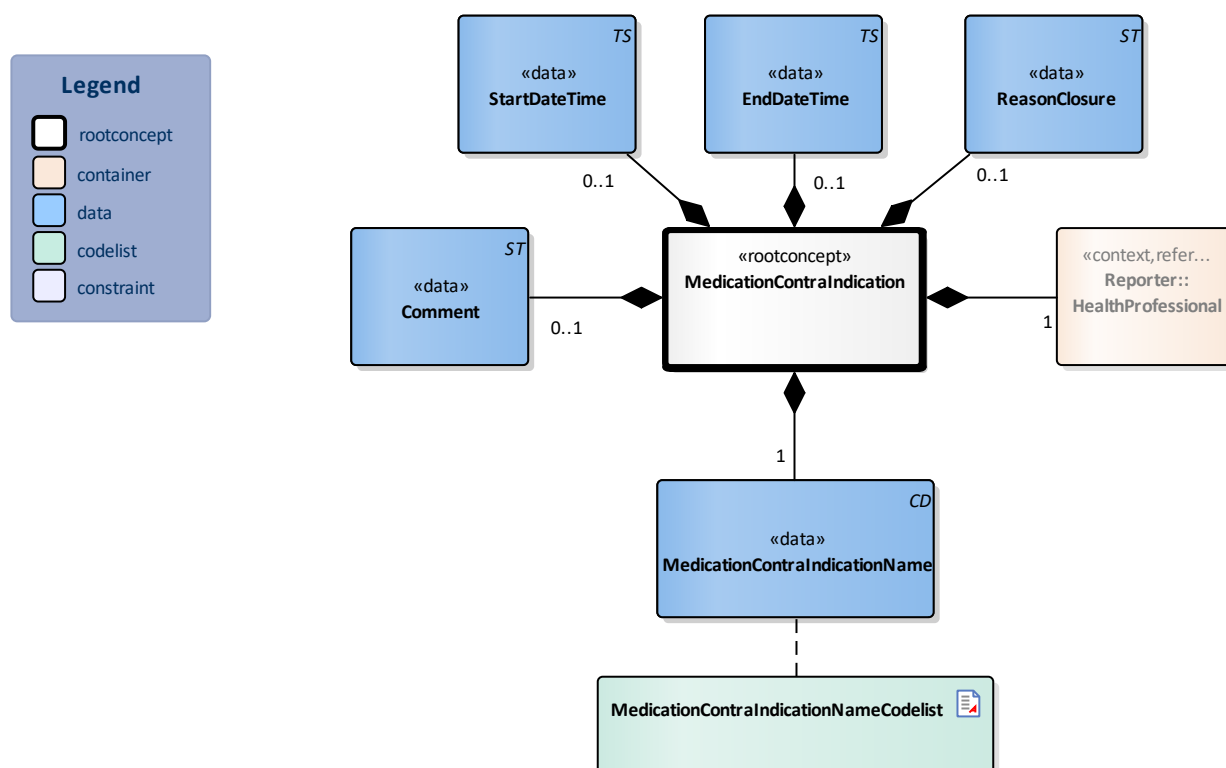 Legend
rootconcept
container
data
codelist
constraint
TS
«data»
StartDateTime
TS
«data»
EndDateTime
ST
«data»
ReasonClosure
0..1
0..1
0..1
ST
«data»
Comment
0..1
«rootconcept»
MedicationContraIndication
«context,refer...
Reporter::
HealthProfessional
1
1
CD
«data»
MedicationContraIndicationName
MedicationContraIndicationNameCodelist